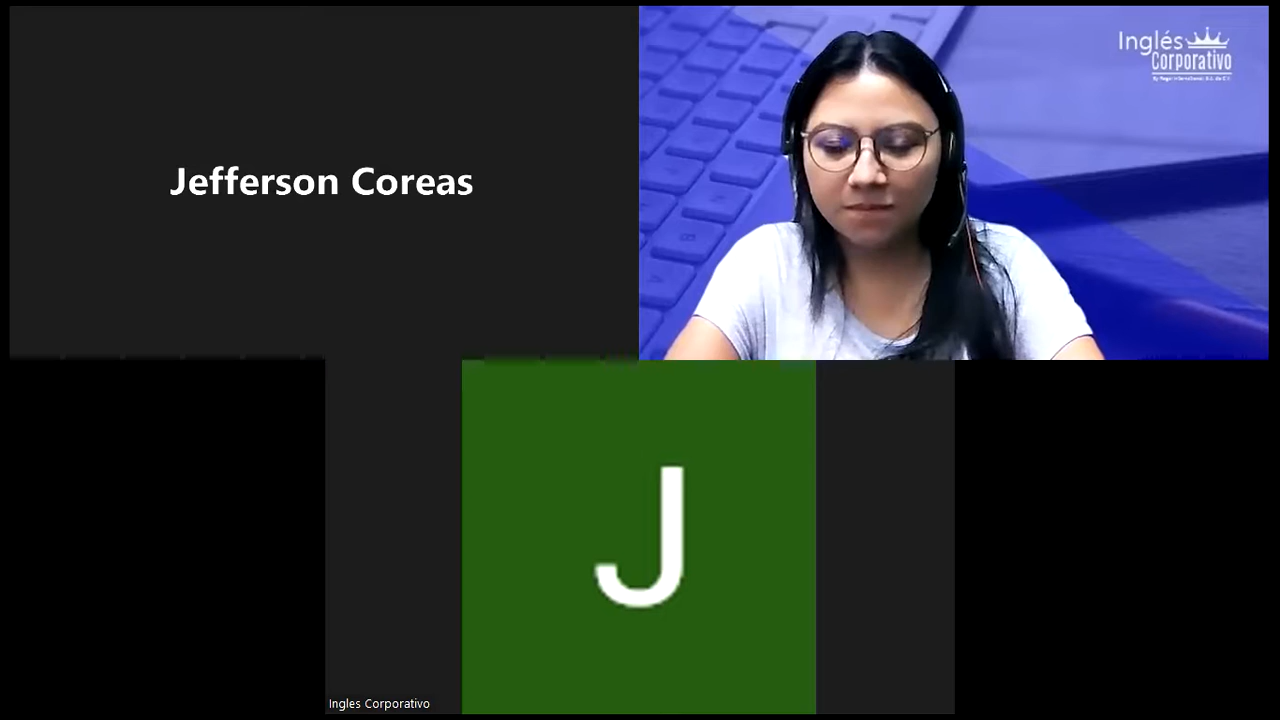 Jefferson Coreas
Inglés
Corporativo
J
Ingles Corporativo